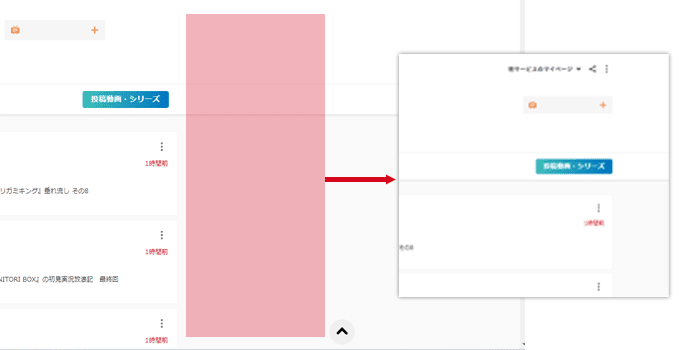 投稿動画・シリーズ
1時間前
リガミキング』垂れ流し その8
1時間前
NITORI BOX』の初見実況放送記　最終回
1時間前
各サービスのマイページ
投稿動画・シリーズ
1時間前
その8